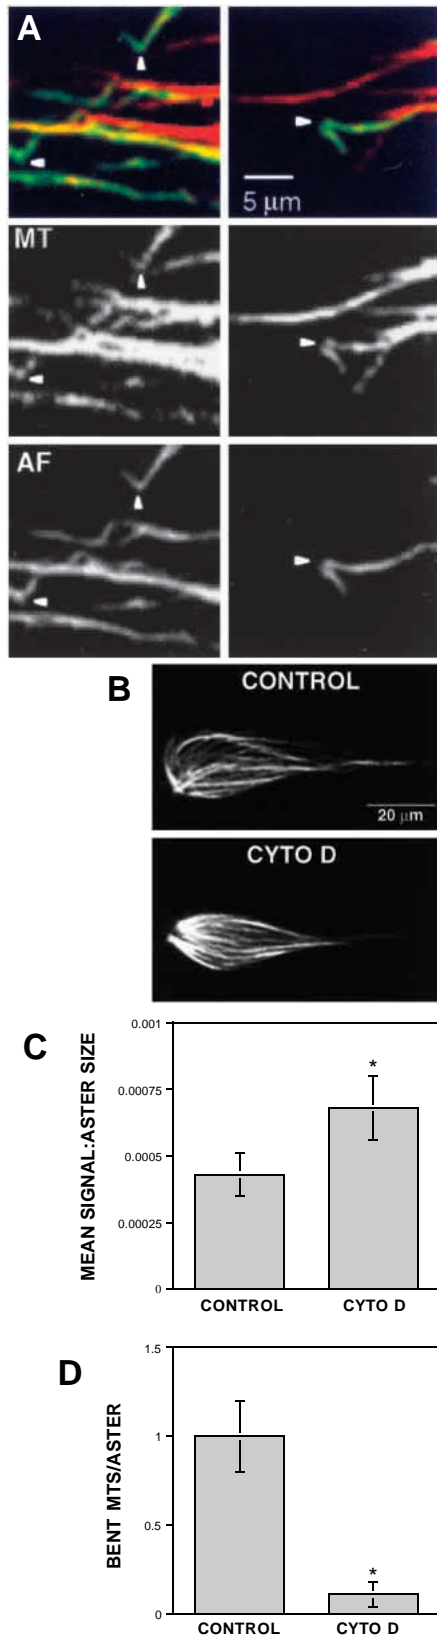 A
5 µm
MT
AF
B
CONTROL
20 µm
CYTO D
C
MEAN SIGNAL:ASTER SIZE
0.001
0.00075
0.0005
0.00025
0
*
CONTROL
CYTO D
D
BENT MTS/ASTER
1.5
1
0.5
0
*
CONTROL
CYTO D